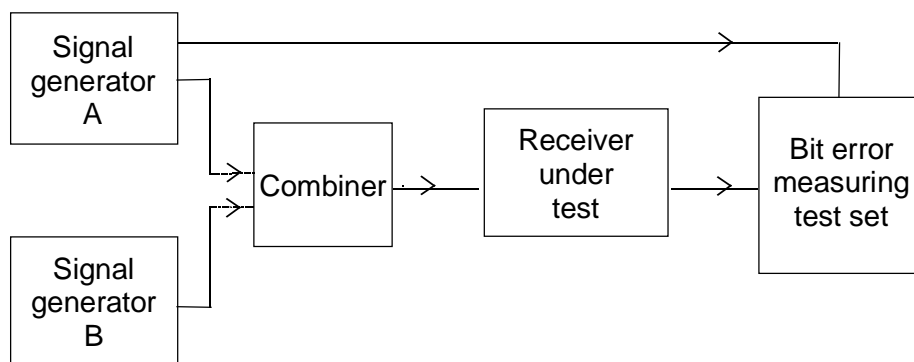 Signal
generator
A
Combiner
Receiver
under
test
Bit error
measuring
test set
Signal
generator
B